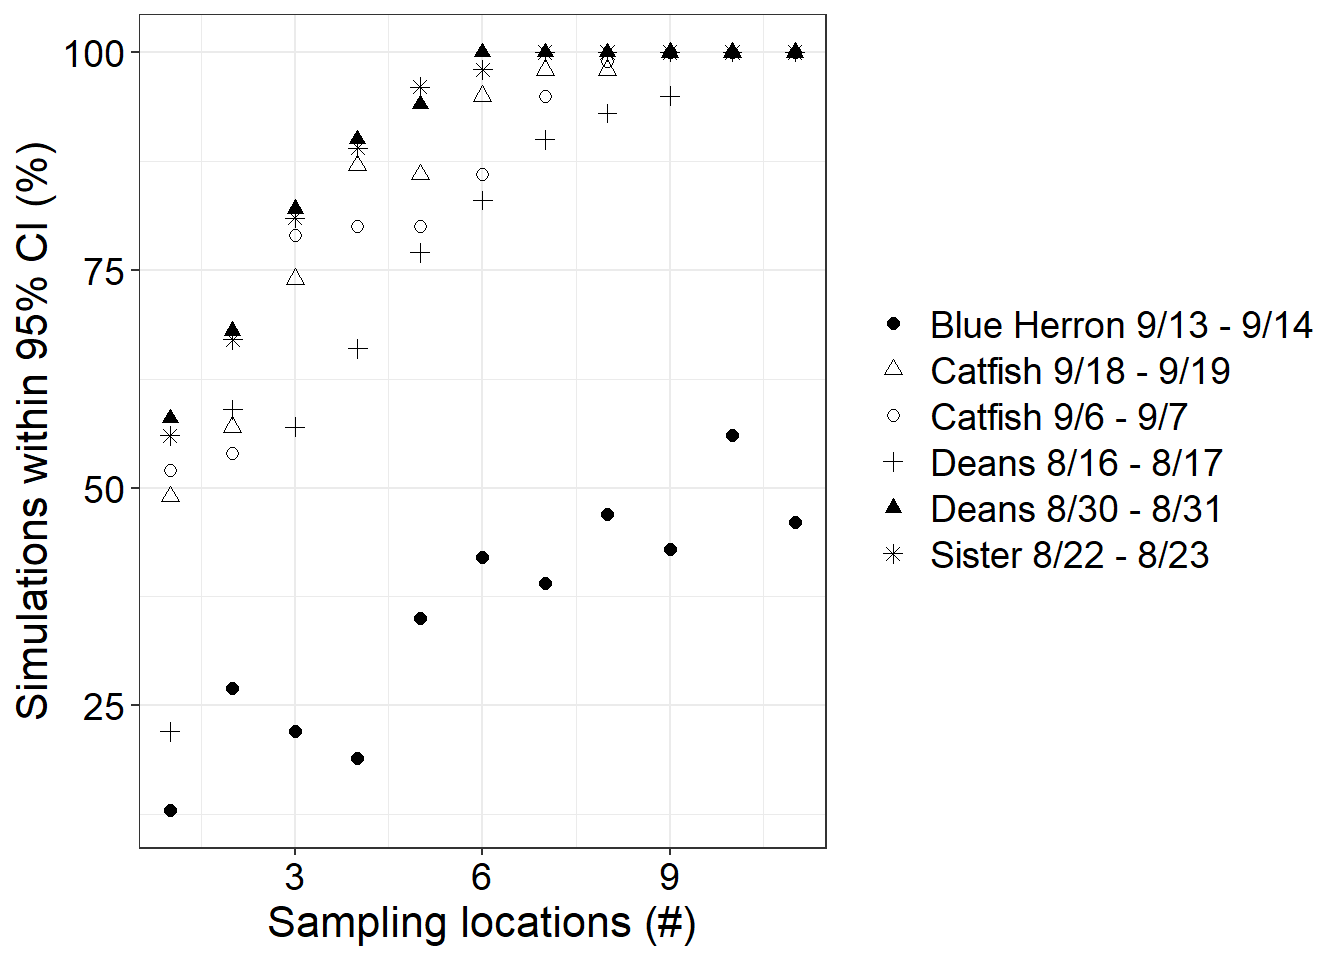 Simulations within 95% CI (%)
100
75
50
25
3
6
9
Sampling locations (#)
Blue Herron 9/13 - 9/14
Catfish 9/18 - 9/19
Catfish 9/6 - 9/7
Deans 8/16 - 8/17
Deans 8/30 - 8/31
Sister 8/22 - 8/23